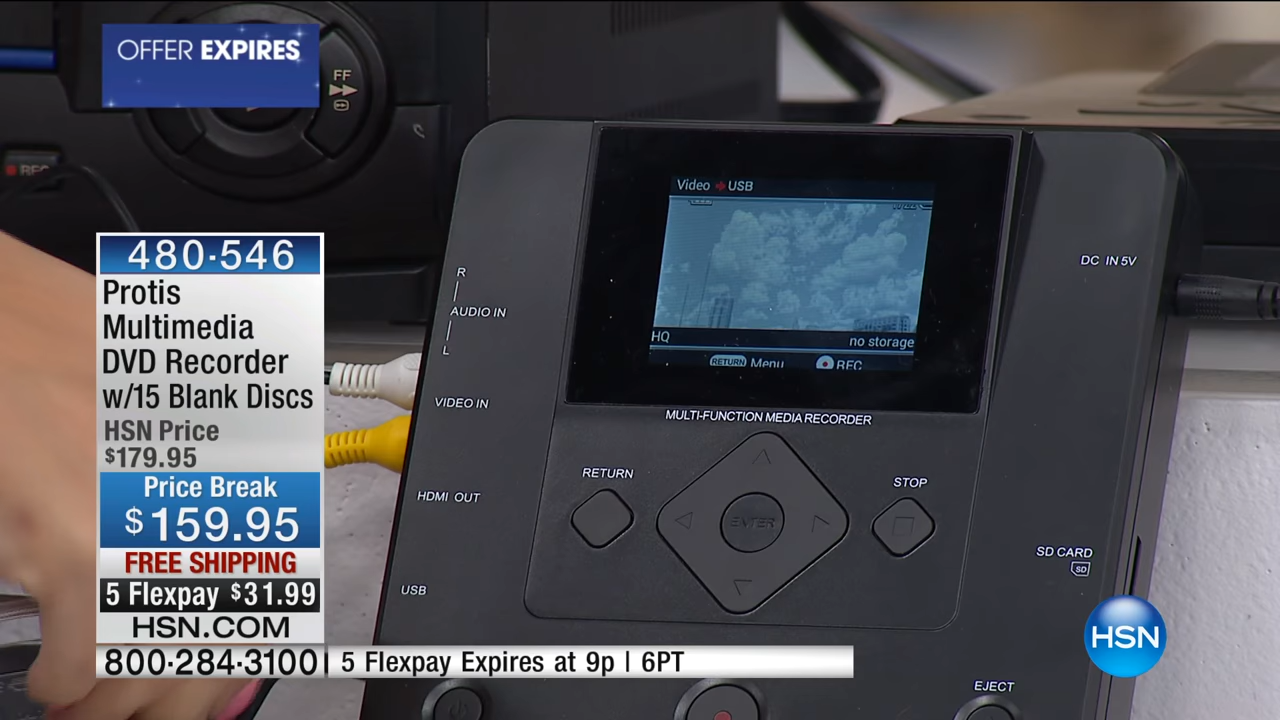 OFFER EXPIRES
FF
REC
480-546
Protis
Multimedia
DVD Recorder
w/15 Blank Discs
HSN Price
$179.95
Price Break
$159.95
FREE SHIPPING
5 Flexpay $31.99
HSN.COM
800-284-3100
5 Flexpay Expires at 9p | 6PT
Video USB
HQ
no storage
RETURN Menu
REC
MULTI-FUNCTION MEDIA RECORDER
R
AUDIO IN
L
VIDEO IN
HDMI OUT
USB
RETURN
ENTER
STOP
DC IN 5V
SD CARD
SD
EJECT
HSN